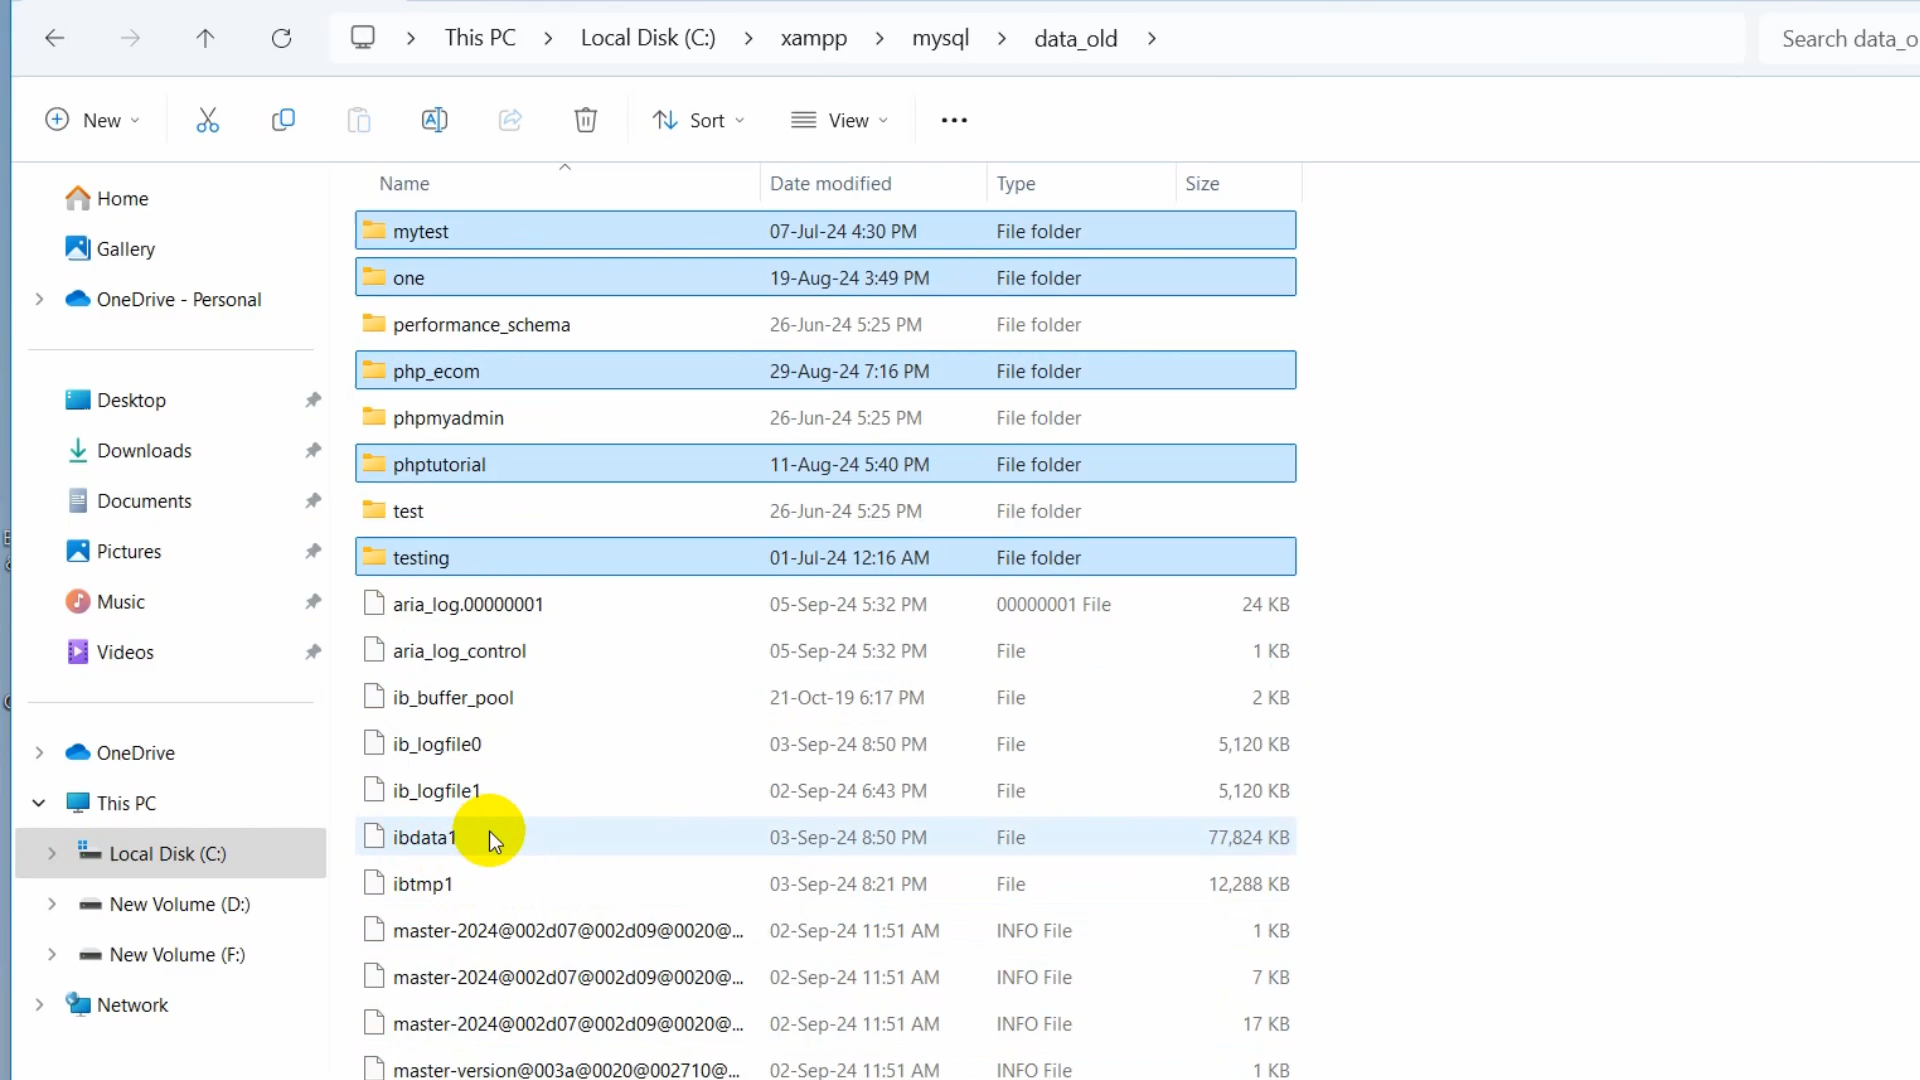 This PC > Local Disk (C:) > xampp > mysql > data_old >
Search data_o
New
Sort
View
Name Date modified Type Size
Home
Gallery
OneDrive - Personal
Desktop
Downloads
Documents
Pictures
Music
Videos
OneDrive
This PC
Local Disk (C:)
New Volume (D:)
New Volume (F:)
Network
mytest 07-Jul-24 4:30 PM File folder
one 19-Aug-24 3:49 PM File folder
performance_schema 26-Jun-24 5:25 PM File folder
php_ecom 29-Aug-24 7:16 PM File folder
phpmyadmin 26-Jun-24 5:25 PM File folder
phptutorial 11-Aug-24 5:40 PM File folder
test 26-Jun-24 5:25 PM File folder
testing 01-Jul-24 12:16 AM File folder
aria_log.00000001 05-Sep-24 5:32 PM 00000001 File 24 KB
aria_log_control 05-Sep-24 5:32 PM File 1 KB
ib_buffer_pool 21-Oct-19 6:17 PM File 2 KB
ib_logfile0 03-Sep-24 8:50 PM File 5,120 KB
ib_logfile1 02-Sep-24 6:43 PM File 5,120 KB
ibdata1 03-Sep-24 8:50 PM File 77,824 KB
ibtmp1 03-Sep-24 8:21 PM File 12,288 KB
master-2024@002d07@002d09@0020@... 02-Sep-24 11:51 AM INFO File 1 KB
master-2024@002d07@002d09@0020@... 02-Sep-24 11:51 AM INFO File 7 KB
master-2024@002d07@002d09@0020@... 02-Sep-24 11:51 AM INFO File 17 KB
master-version@003a@0020@002710@... 02-Sep-24 11:51 AM INFO File 1 KB